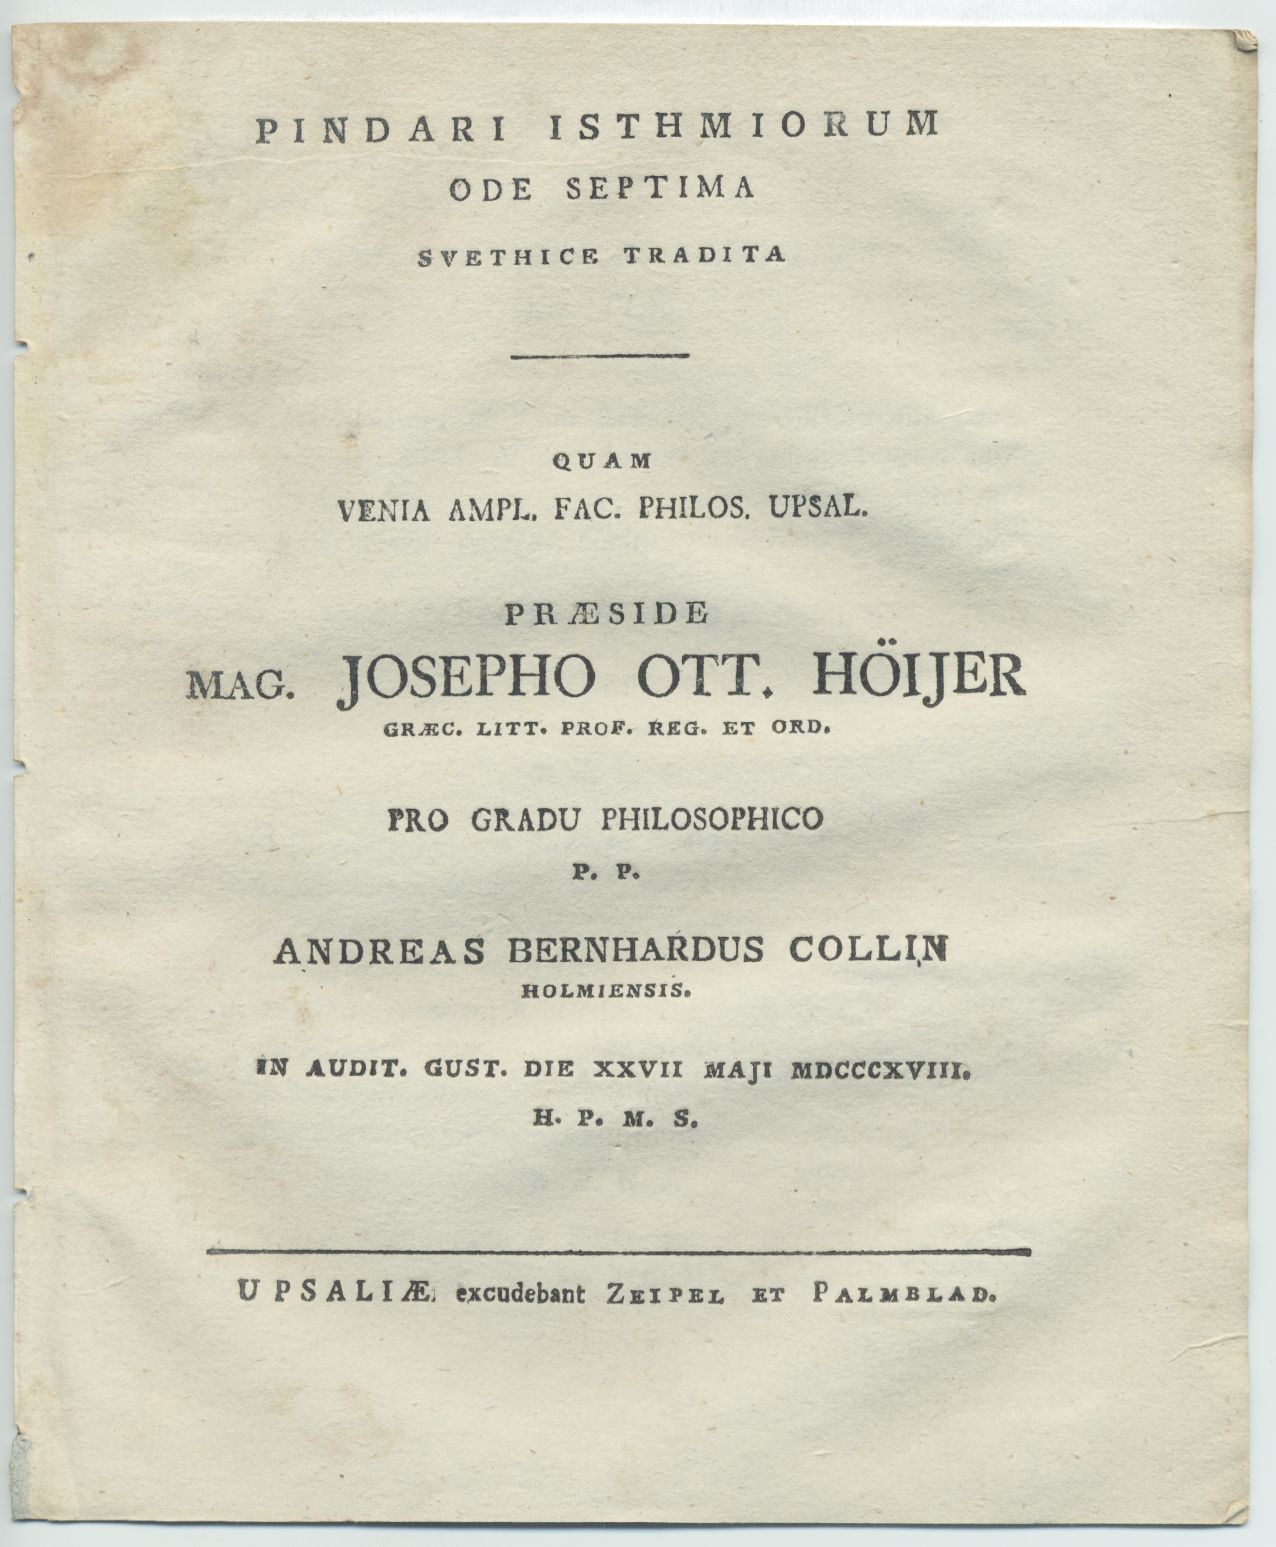 PINDARI ISTHMIORUM
ODE SEPTIMA
SVETHICE TRADITA
QUAM
VENIA AMPL. FAC. PHILOS. UPSAL.
PRÆSIDE
MAG. JOSEPHO OTT. HÖIJER
GRÆC. LITT. PROF. REG. ET ORD.
PRO GRADU PHILOSOPHICO
P. P.
ANDREAS BERNHARDUS COLLIN
HOLMIENSIS.
IN AUDIT. GUST. DIE XXVII MAJI MDCCCXVIII.
H. P. M. S.
UPSALIÆ, excudebant ZEIPEL ET PALMBLAD.